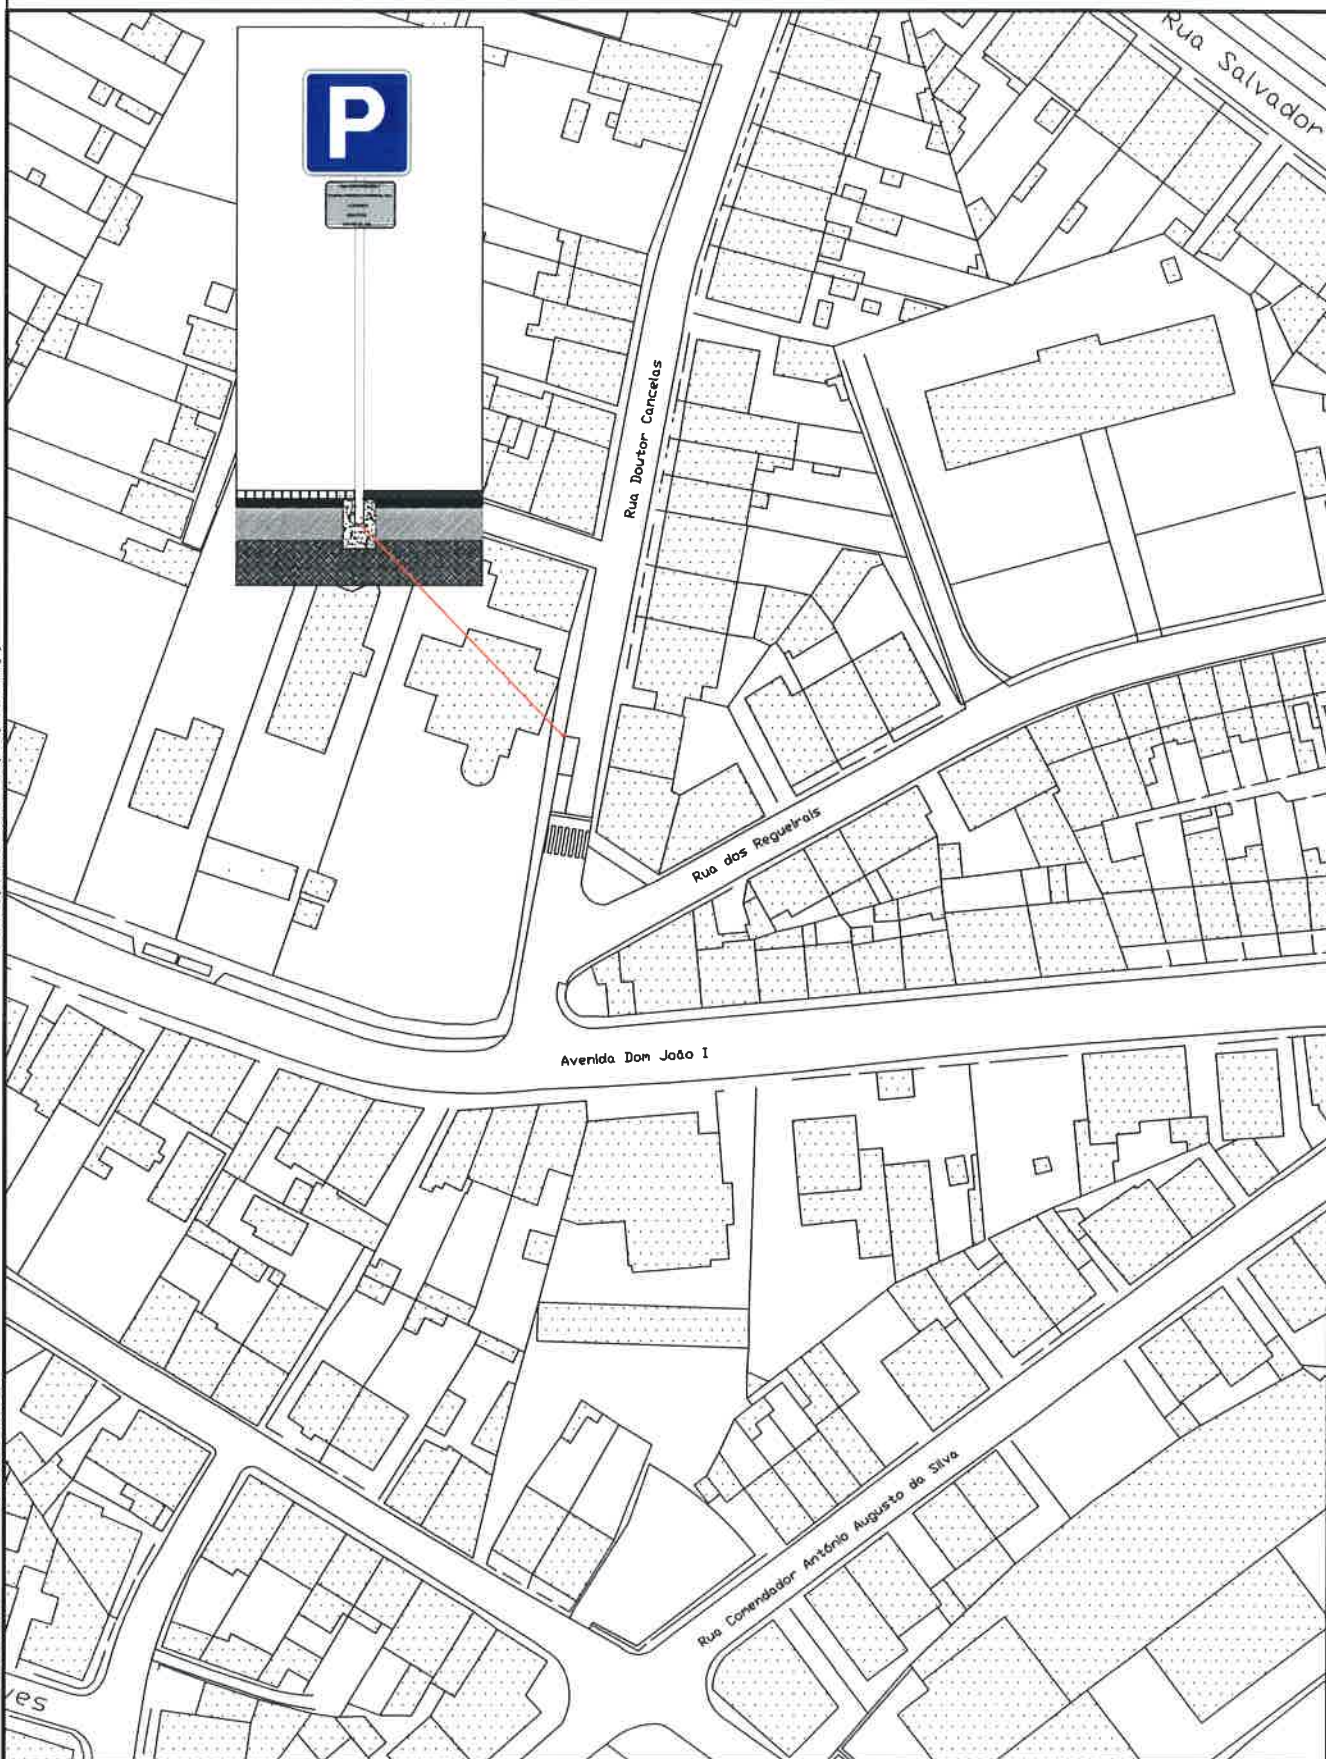 Rua Salvador
P
Rua Doutor Cancelas
Rua dos Regueirais
Avenida Dom João I
Rua Comendador António Augusto da Silva
ves